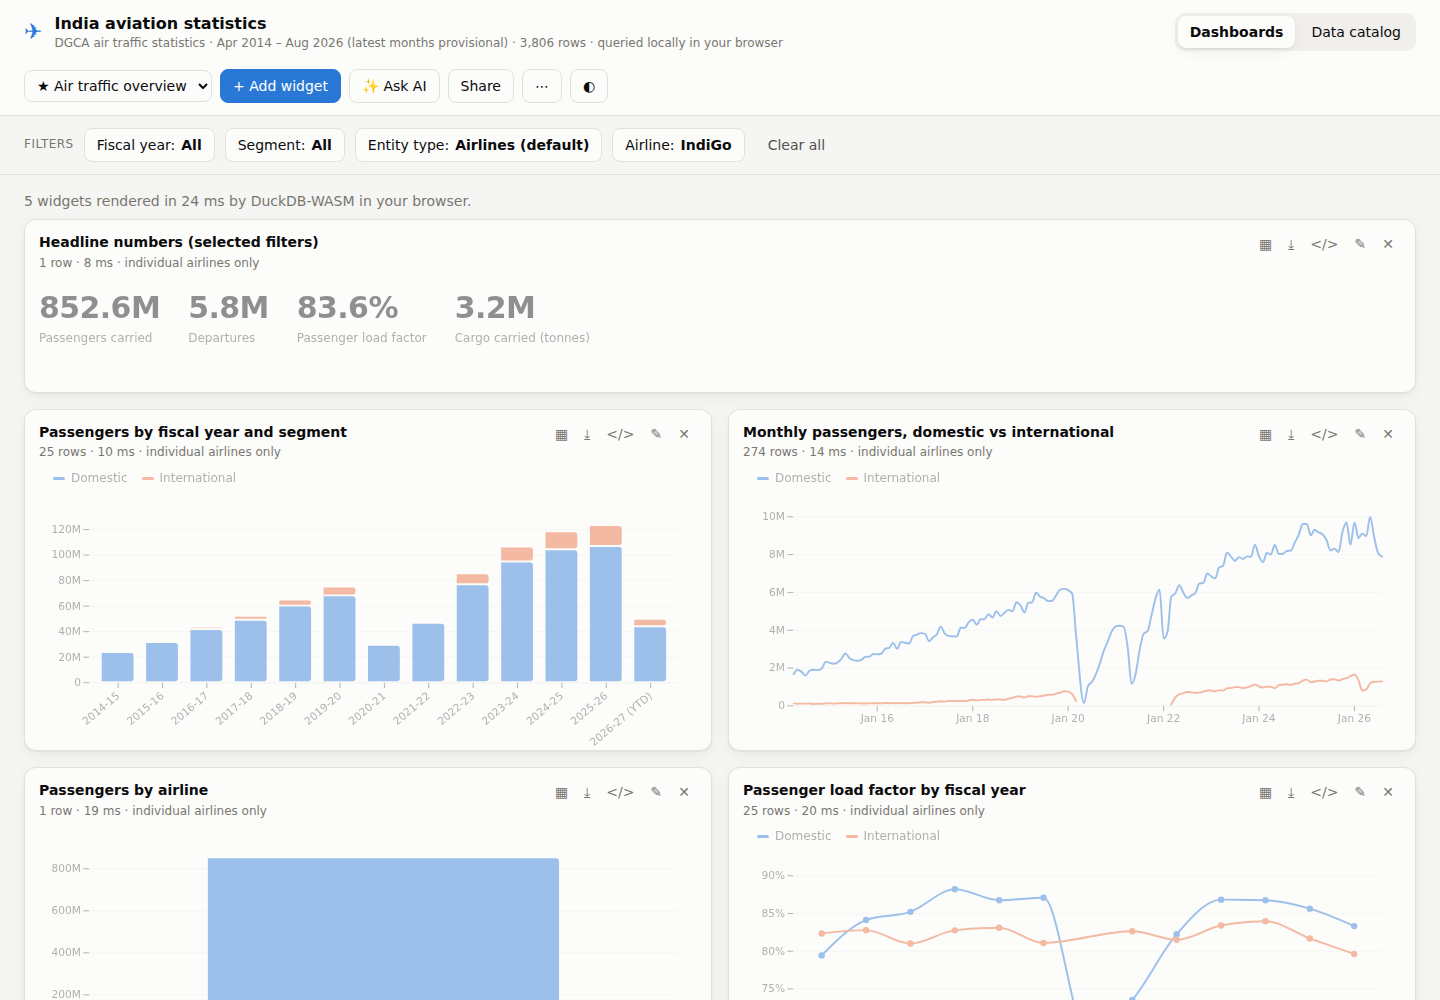 ✈ India aviation statistics
DGCA air traffic statistics · Apr 2014 – Aug 2026 (latest months provisional) · 3,806 rows · queried locally in your browser
Dashboards Data catalog
★ Air traffic overview + Add widget ✨ Ask AI Share ⋯ ◐
FILTERS Fiscal year: All Segment: All Entity type: Airlines (default) Airline: IndiGo Clear all
5 widgets rendered in 24 ms by DuckDB-WASM in your browser.
Headline numbers (selected filters)
▦ ⤓ </> ✎ ✕
1 row · 8 ms · individual airlines only
852.6M 5.8M 83.6% 3.2M
Passengers carried Departures Passenger load factor Cargo carried (tonnes)
Passengers by fiscal year and segment
▦ ⤓ </> ✎ ✕
25 rows · 10 ms · individual airlines only
Domestic International
120M
100M
80M
60M
40M
20M
0
2014-15 2015-16 2016-17 2017-18 2018-19 2019-20 2020-21 2021-22 2022-23 2023-24 2024-25 2025-26 2026-27 (YTD)
Monthly passengers, domestic vs international
▦ ⤓ </> ✎ ✕
274 rows · 14 ms · individual airlines only
Domestic International
10M
8M
6M
4M
2M
0
Jan 16 Jan 18 Jan 20 Jan 22 Jan 24 Jan 26
Passengers by airline
▦ ⤓ </> ✎ ✕
1 row · 19 ms · individual airlines only
800M
600M
400M
200M
Passenger load factor by fiscal year
▦ ⤓ </> ✎ ✕
25 rows · 20 ms · individual airlines only
Domestic International
90%
85%
80%
75%